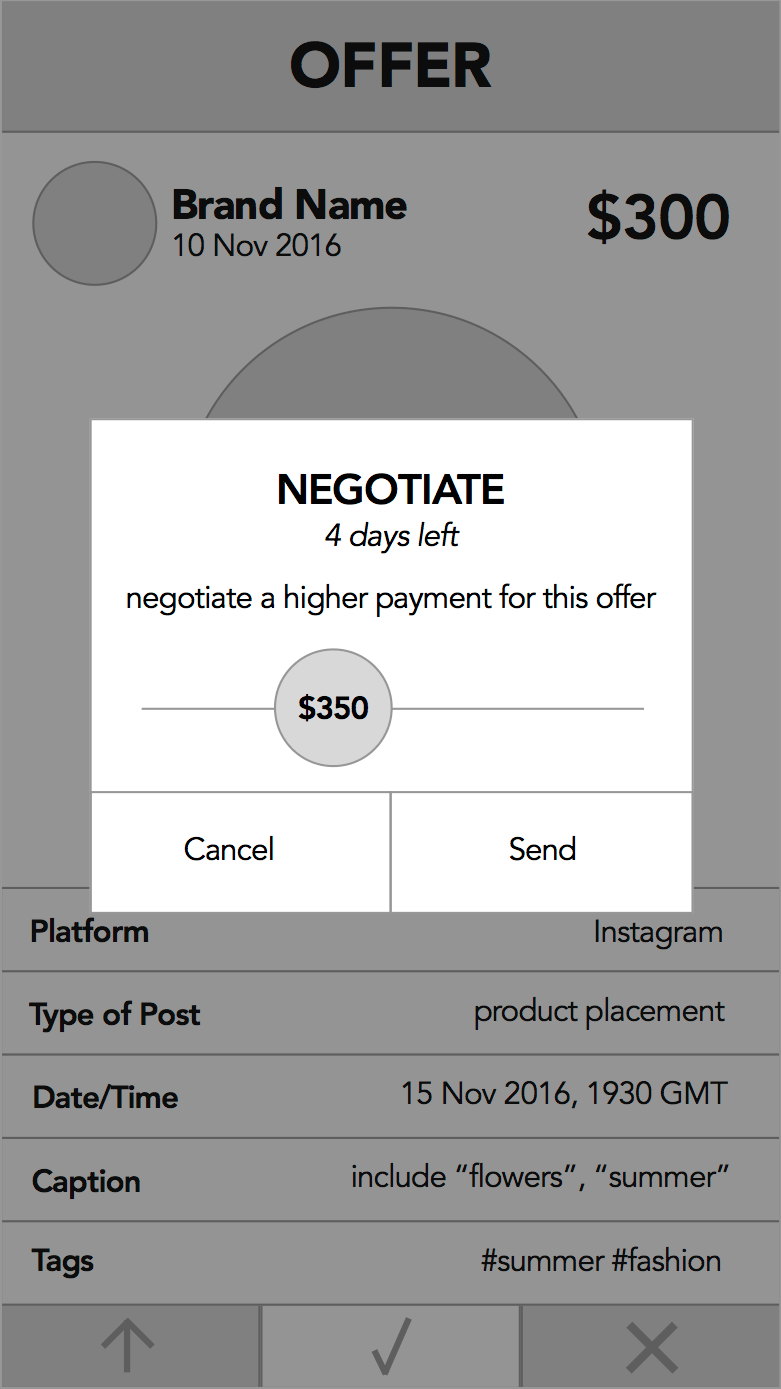 OFFER
Brand Name
$300
10 Nov 2016
NEGOTIATE
4 days left
negotiate a higher payment for this offer
$350
Cancel
Send
Platform
Instagram
Type of Post
product placement
Date/Time
15 Nov 2016, 1930 GMT
Caption
include “flowers”, “summer”
Tags
#summer #fashion